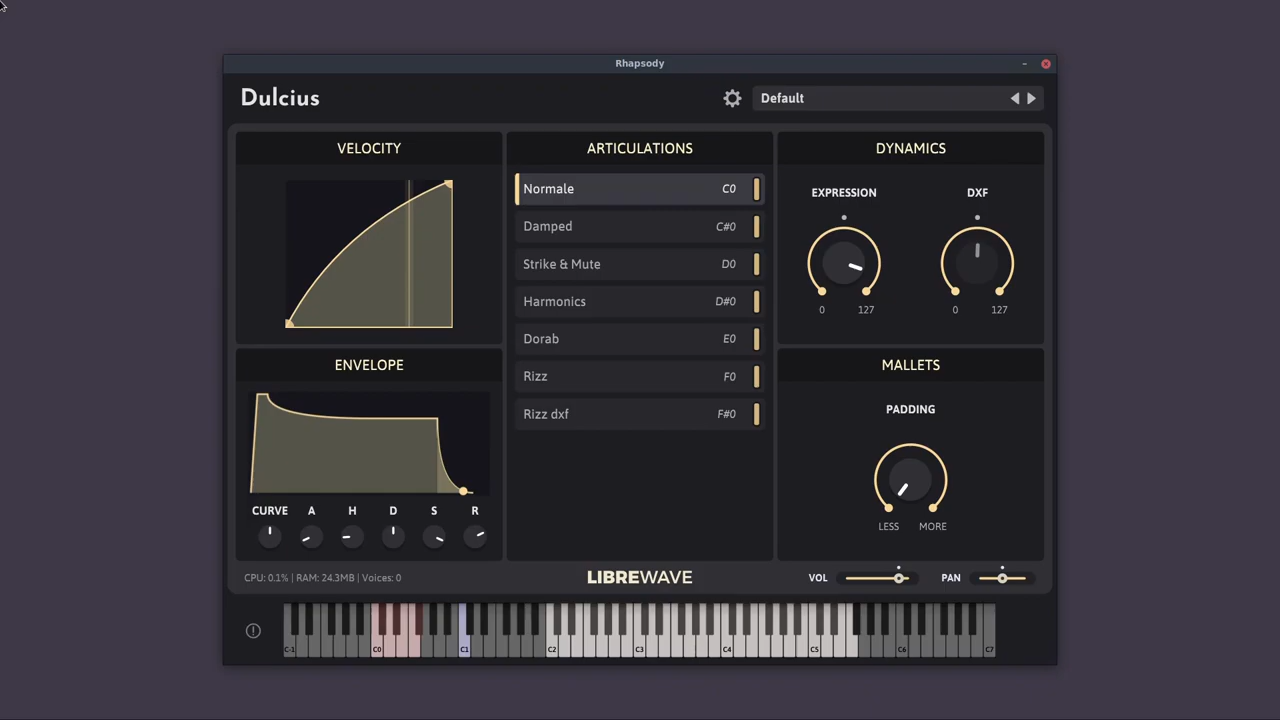 Rhapsody
Dulcius
Default
VELOCITY
ARTICULATIONS
Normale C0
Damped C#0
Strike & Mute D0
Harmonics D#0
Dorab E0
Rizz F0
Rizz dxf F#0
DYNAMICS
EXPRESSION DXF
0 127 0 127
ENVELOPE
CURVE A H D S R
MALLETS
PADDING
LESS MORE
CPU: 0.1% | RAM: 24.3MB | Voices: 0
LIBREWAVE
VOL PAN
C-1 C0 C1 C2 C3 C4 C5 C6 C7